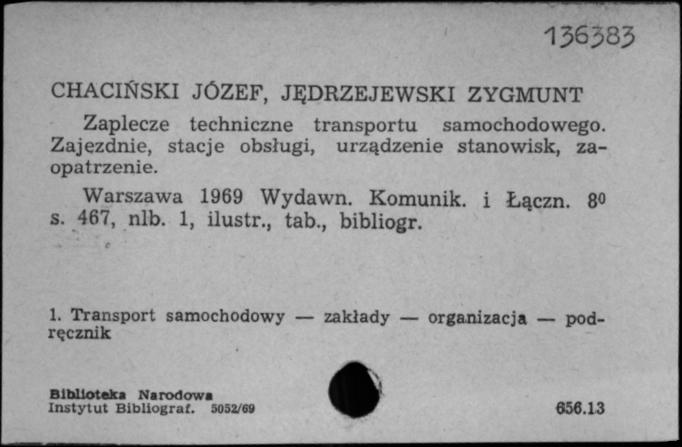 136383
CHACIŃSKI JÓZEF, JĘDRZEJEWSKI ZYGMUNT
Zaplecze techniczne transportu samochodowego.
Zajezdnie, stacje obsługi, urządzenie stanowisk, za-
opatrzenie.
Warszawa 1969 Wydawn. Komunik. i Łączn. 8⁰
s. 467, nlb. 1, ilustr., tab., bibliogr.
1. Transport samochodowy — zakłady — organizacja — pod-
ręcznik
Biblioteka Narodowa
Instytut Bibliograf. 5052/69 656.13